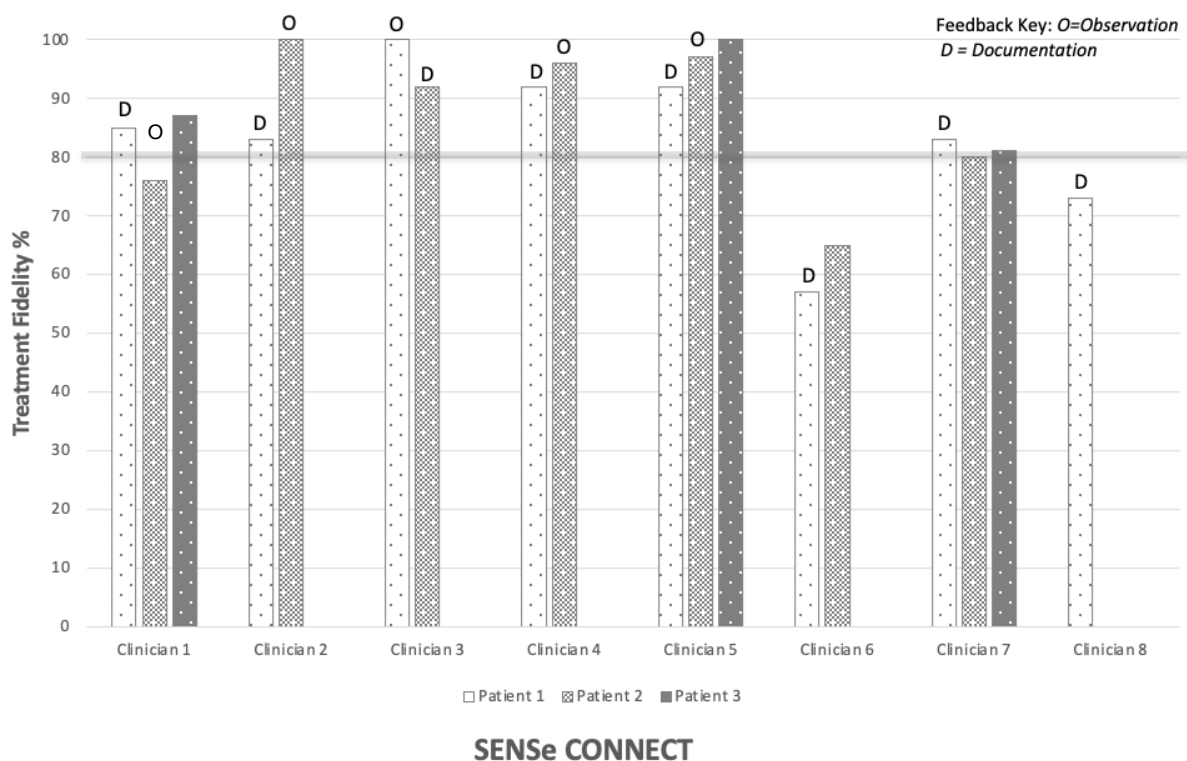 Feedback Key: O=Observation
D = Documentation
O O
100
O O
D D D D
90
D O D D
80
D
70
60
D
50
40
30
20
10
0
Treatment Fidelity %
Clinician 1 Clinician 2 Clinician 3 Clinician 4 Clinician 5 Clinician 6 Clinician 7 Clinician 8
Patient 1 Patient 2 Patient 3
SENSe CONNECT